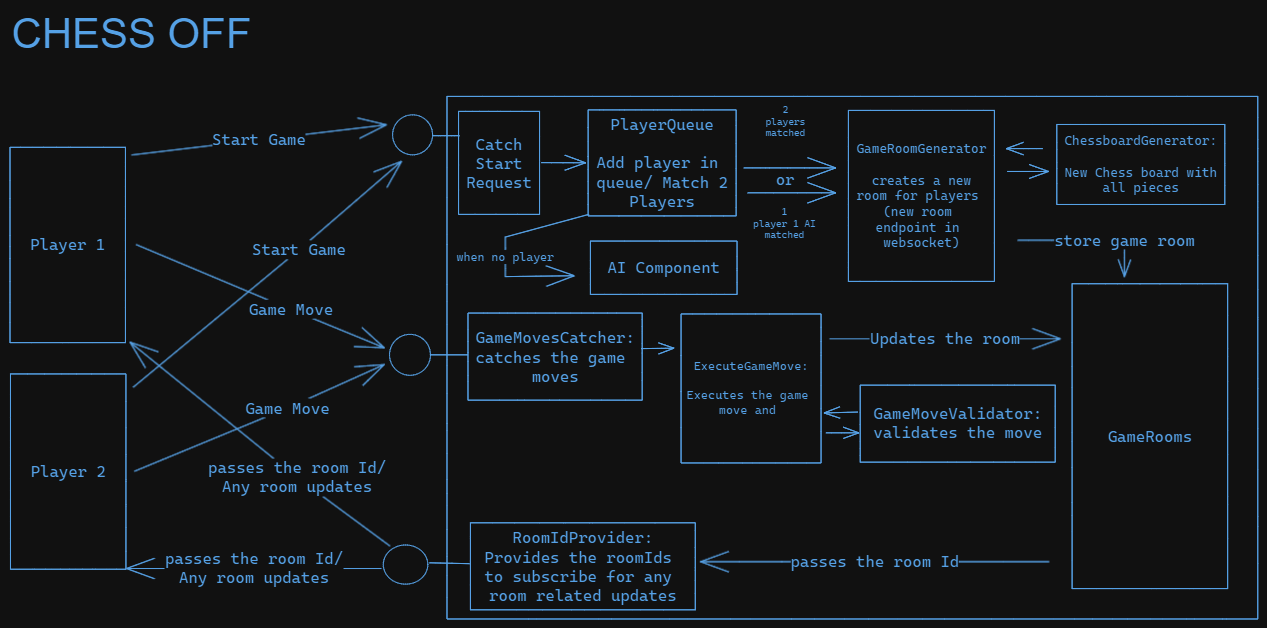 CHESS OFF
Start Game
Start Game
Game Move
Game Move
Player 1
Player 2
passes the room Id/
Any room updates
passes the room Id/
Any room updates
Catch
Start
Request
PlayerQueue
Add player in
queue/ Match 2
Players
when no player
AI Component
2
players
matched
or
1
player 1 AI
matched
GameRoomGenerator
creates a new
room for players
(new room
endpoint in
websocket)
ChessboardGenerator:
New Chess board with
all pieces
store game room
GameMovesCatcher:
catches the game
moves
ExecuteGameMove:
Executes the game
move and
Updates the room
GameMoveValidator:
validates the move
GameRooms
RoomIdProvider:
Provides the roomIds
to subscribe for any
room related updates
passes the room Id